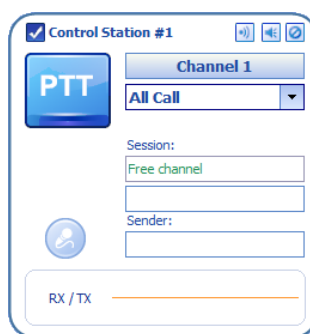 Control Station #1
PTT
Channel 1
All Call
Session:
Free channel
Sender:
RX / TX